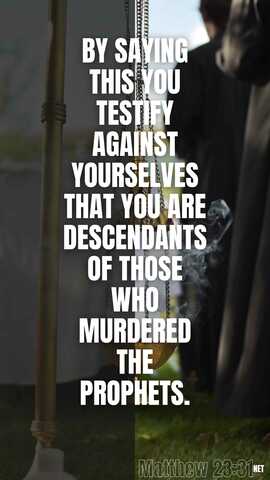 BY SAYING
THIS YOU
TESTIFY
AGAINST
YOURSELVES
THAT YOU ARE
DESCENDANTS
OF THOSE
WHO
MURDERED
THE
PROPHETS.
Matthew 23:31 NET